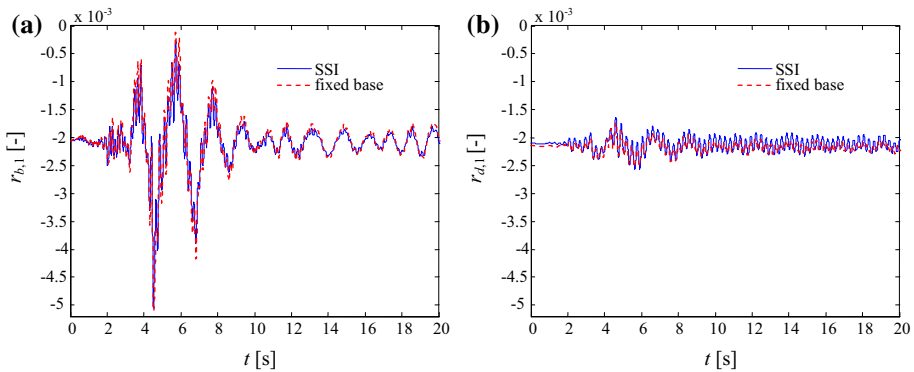 (a)
x 10⁻³
0
-0.5
-1
-1.5
-2
-2.5
-3
-3.5
-4
-4.5
-5
r_{b,1} [-]
SSI
fixed base
0 2 4 6 8 10 12 14 16 18 20
t [s]
(b)
x 10⁻³
0
-0.5
-1
-1.5
-2
-2.5
-3
-3.5
-4
-4.5
-5
r_{d,1} [-]
SSI
fixed base
0 2 4 6 8 10 12 14 16 18 20
t [s]